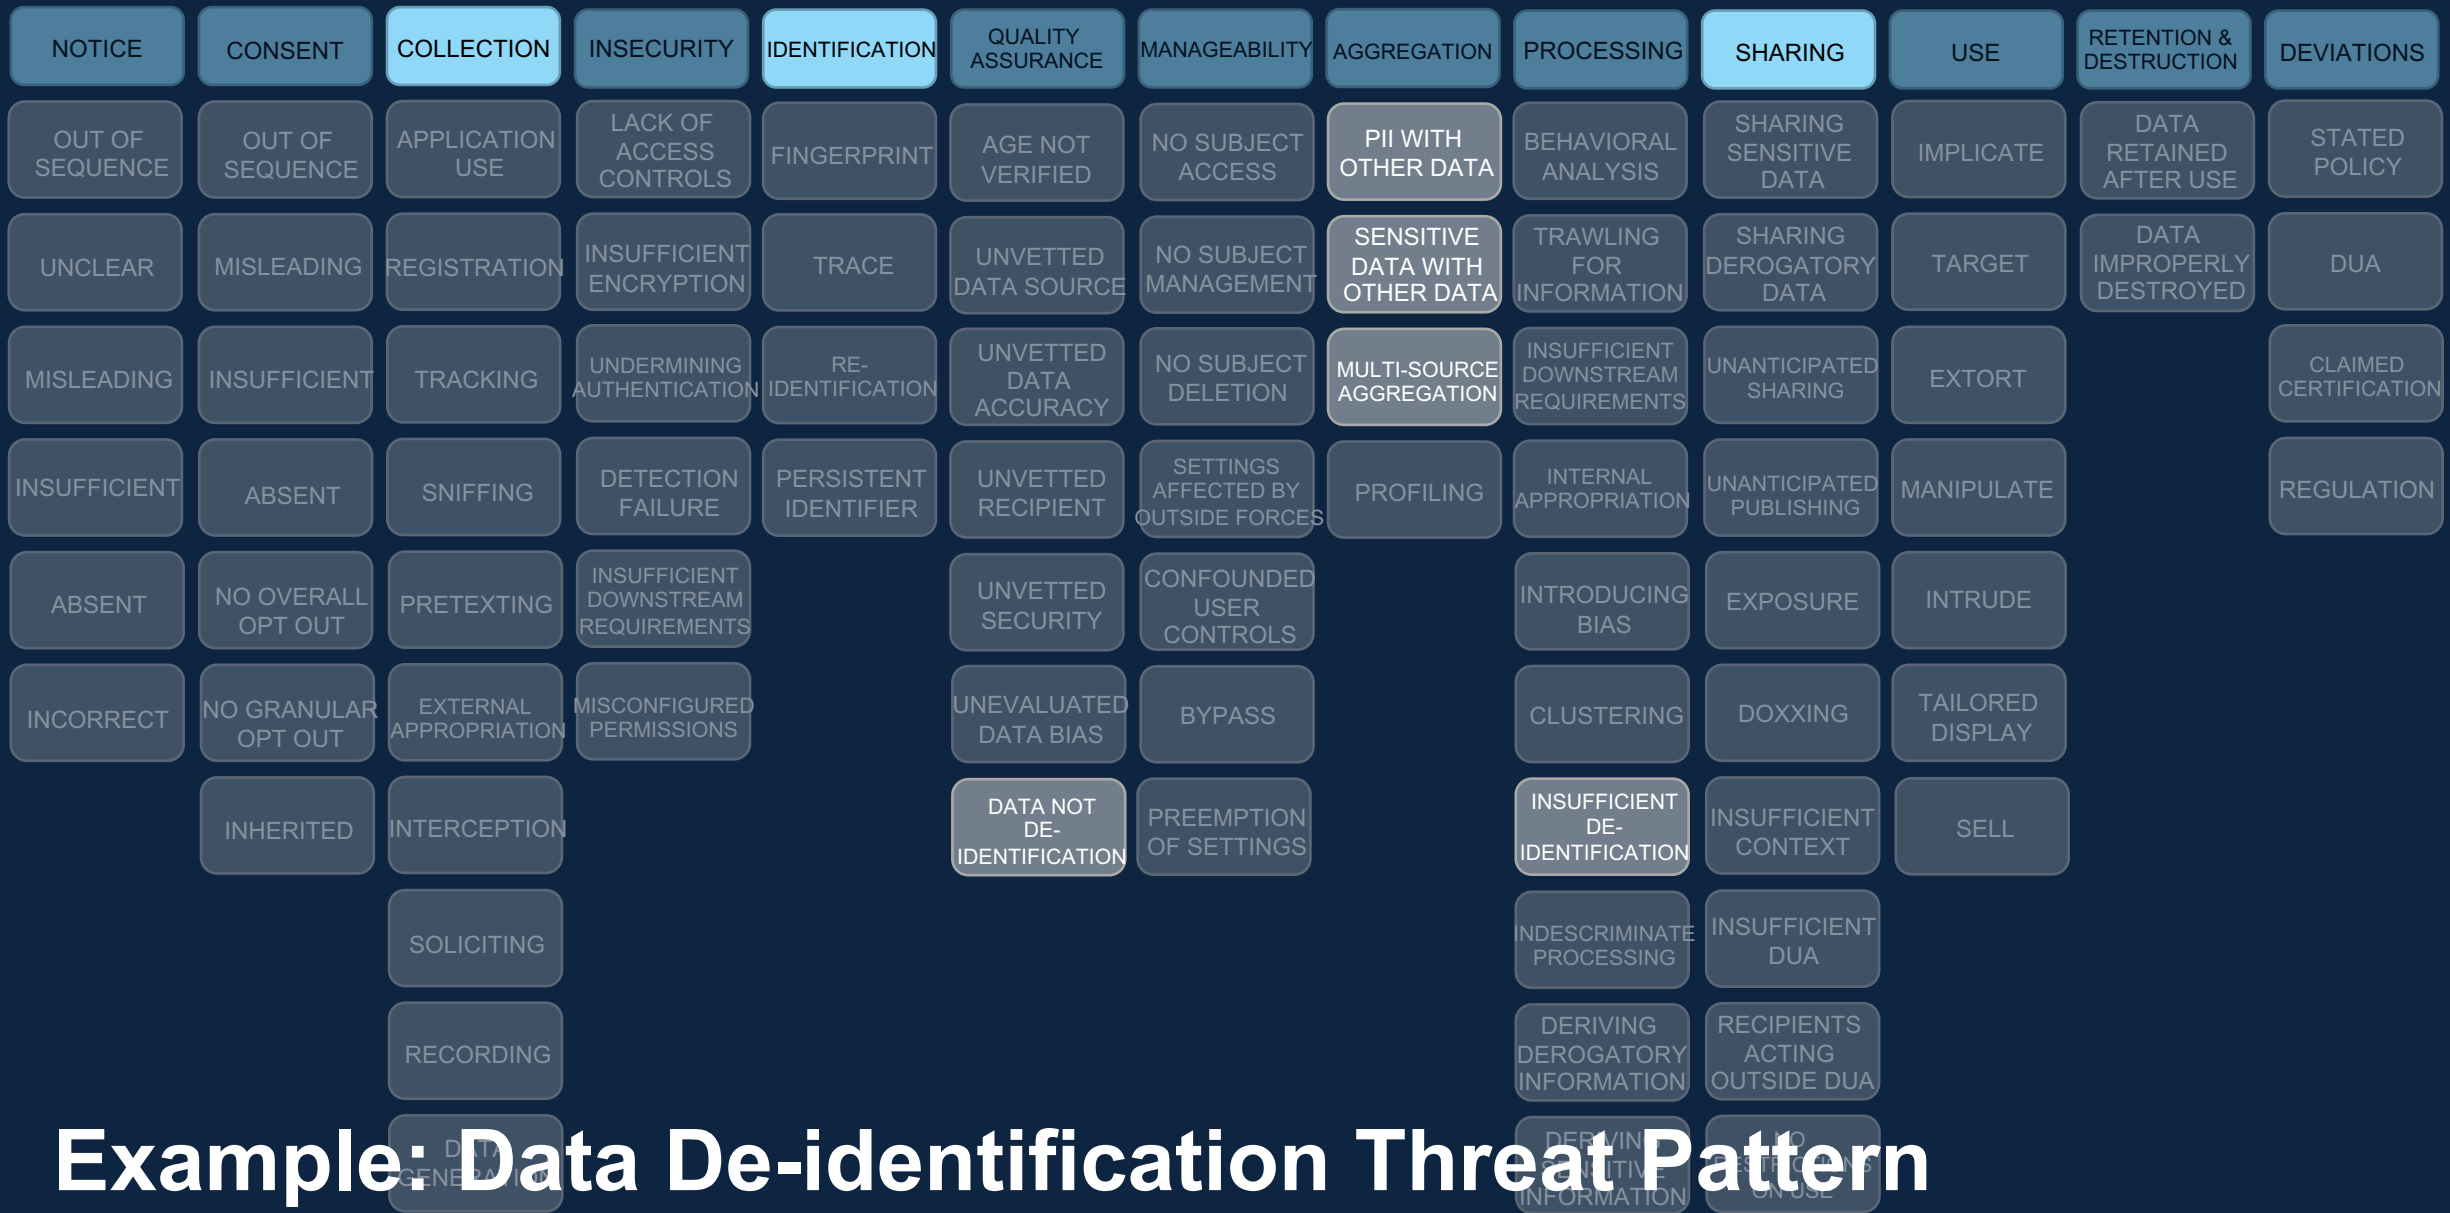 NOTICE
CONSENT
COLLECTION
INSECURITY
IDENTIFICATION
QUALITY
ASSURANCE
MANAGEABILITY
AGGREGATION
PROCESSING
SHARING
USE
RETENTION &
DESTRUCTION
DEVIATIONS
OUT OF
SEQUENCE
OUT OF
SEQUENCE
APPLICATION
USE
LACK OF
ACCESS
CONTROLS
FINGERPRINT
AGE NOT
VERIFIED
NO SUBJECT
ACCESS
PII WITH
OTHER DATA
BEHAVIORAL
ANALYSIS
SHARING
SENSITIVE
DATA
IMPLICATE
DATA
RETAINED
AFTER USE
STATED
POLICY
UNCLEAR
MISLEADING
REGISTRATION
INSUFFICIENT
ENCRYPTION
TRACE
UNVETTED
DATA SOURCE
NO SUBJECT
MANAGEMENT
SENSITIVE
DATA WITH
OTHER DATA
TRAWLING
FOR
INFORMATION
SHARING
DEROGATORY
DATA
TARGET
DATA
IMPROPERLY
DESTROYED
DUA
MISLEADING
INSUFFICIENT
TRACKING
UNDERMINING
AUTHENTICATION
RE-
IDENTIFICATION
UNVETTED
DATA
ACCURACY
NO SUBJECT
DELETION
MULTI-SOURCE
AGGREGATION
INSUFFICIENT
DOWNSTREAM
REQUIREMENTS
UNANTICIPATED
SHARING
EXTORT
CLAIMED
CERTIFICATION
INSUFFICIENT
ABSENT
SNIFFING
DETECTION
FAILURE
PERSISTENT
IDENTIFIER
UNVETTED
RECIPIENT
SETTINGS
AFFECTED BY
OUTSIDE FORCES
PROFILING
INTERNAL
APPROPRIATION
UNANTICIPATED
PUBLISHING
MANIPULATE
REGULATION
ABSENT
NO OVERALL
OPT OUT
PRETEXTING
INSUFFICIENT
DOWNSTREAM
REQUIREMENTS
UNVETTED
SECURITY
CONFOUNDED
USER
CONTROLS
INTRODUCING
BIAS
EXPOSURE
INTRUDE
INCORRECT
NO GRANULAR
OPT OUT
EXTERNAL
APPROPRIATION
MISCONFIGURED
PERMISSIONS
UNEVALUATED
DATA BIAS
BYPASS
CLUSTERING
DOXXING
TAILORED
DISPLAY
INHERITED
INTERCEPTION
DATA NOT
DE-
IDENTIFICATION
PREEMPTION
OF SETTINGS
INSUFFICIENT
DE-
IDENTIFICATION
INSUFFICIENT
CONTEXT
SELL
SOLICITING
INDESCRIMINATE
PROCESSING
INSUFFICIENT
DUA
RECORDING
DERIVING
DEROGATORY
INFORMATION
RECIPIENTS
ACTING
OUTSIDE DUA
DATA
GENERATION
DERIVING
SENSITIVE
INFORMATION
NO
RESTRICTIONS
ON USE
Example: Data De-identification Threat Pattern